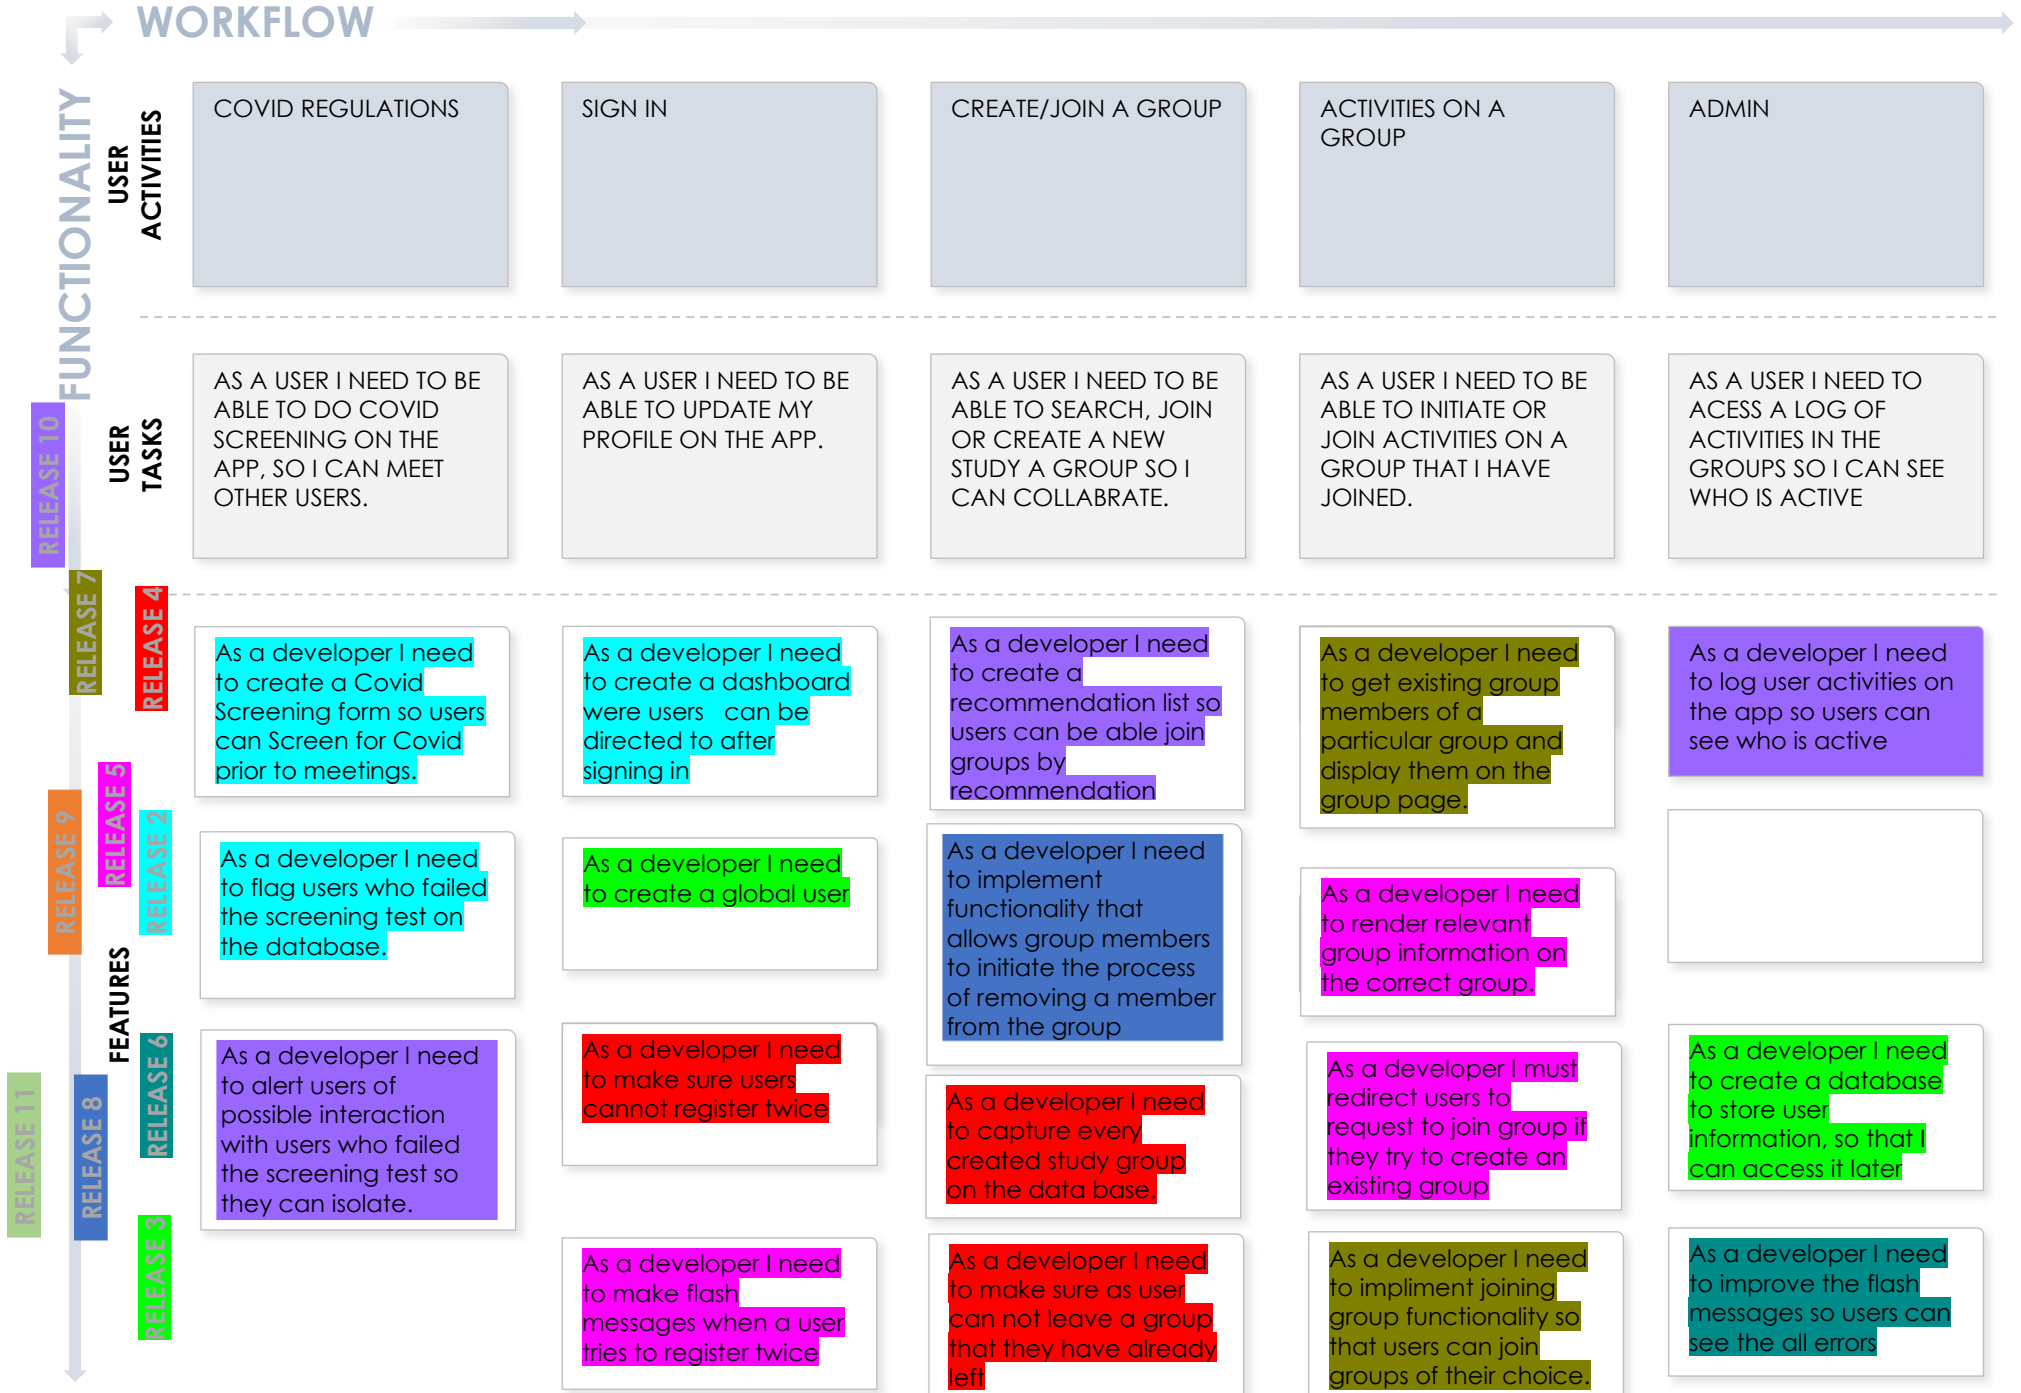 WORKFLOW
FUNCTIONALITY
USER
ACTIVITIES
COVID REGULATIONS
SIGN IN
CREATE/JOIN A GROUP
ACTIVITIES ON A
GROUP
ADMIN
USER
TASKS
AS A USER I NEED TO BE
ABLE TO DO COVID
SCREENING ON THE
APP, SO I CAN MEET
OTHER USERS.
AS A USER I NEED TO BE
ABLE TO UPDATE MY
PROFILE ON THE APP.
AS A USER I NEED TO BE
ABLE TO SEARCH, JOIN
OR CREATE A NEW
STUDY A GROUP SO I
CAN COLLABRATE.
AS A USER I NEED TO BE
ABLE TO INITIATE OR
JOIN ACTIVITIES ON A
GROUP THAT I HAVE
JOINED.
AS A USER I NEED TO
ACESS A LOG OF
ACTIVITIES IN THE
GROUPS SO I CAN SEE
WHO IS ACTIVE
RELEASE 10
RELEASE 7
RELEASE 4
RELEASE 5
RELEASE 9
RELEASE 2
FEATURES
RELEASE 6
RELEASE 11
RELEASE 8
RELEASE 3
As a developer I need
to create a Covid
Screening form so users
can Screen for Covid
prior to meetings.
As a developer I need
to flag users who failed
the screening test on
the database.
As a developer I need
to alert users of
possible interaction
with users who failed
the screening test so
they can isolate.
As a developer I need
to create a dashboard
were users can be
directed to after
signing in
As a developer I need
to create a global user
As a developer I need
to make sure users
cannot register twice
As a developer I need
to make flash
messages when a user
tries to register twice
As a developer I need
to create a
recommendation list so
users can be able join
groups by
recommendation
As a developer I need
to implement
functionality that
allows group members
to initiate the process
of removing a member
from the group
As a developer I need
to capture every
created study group
on the data base.
As a developer I need
to make sure as user
can not leave a group
that they have already
left
As a developer I need
to get existing group
members of a
particular group and
display them on the
group page.
As a developer I need
to render relevant
group information on
the correct group.
As a developer I must
redirect users to
request to join group if
they try to create an
existing group
As a developer I need
to impliment joining
group functionality so
that users can join
groups of their choice.
As a developer I need
to log user activities on
the app so users can
see who is active
As a developer I need
to create a database
to store user
information, so that I
can access it later
As a developer I need
to improve the flash
messages so users can
see the all errors